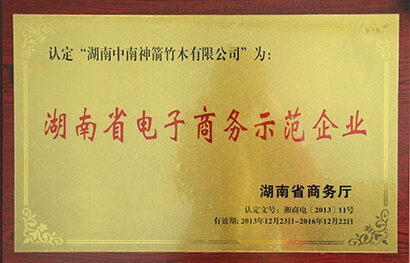 认定“湖南中南神箭竹木有限公司”为:
湖南省电子商务示范企业
湖南省商务厅
认定文号: 湘商电〔2013〕11号
有效期: 2013年12月23日-2016年12月22日